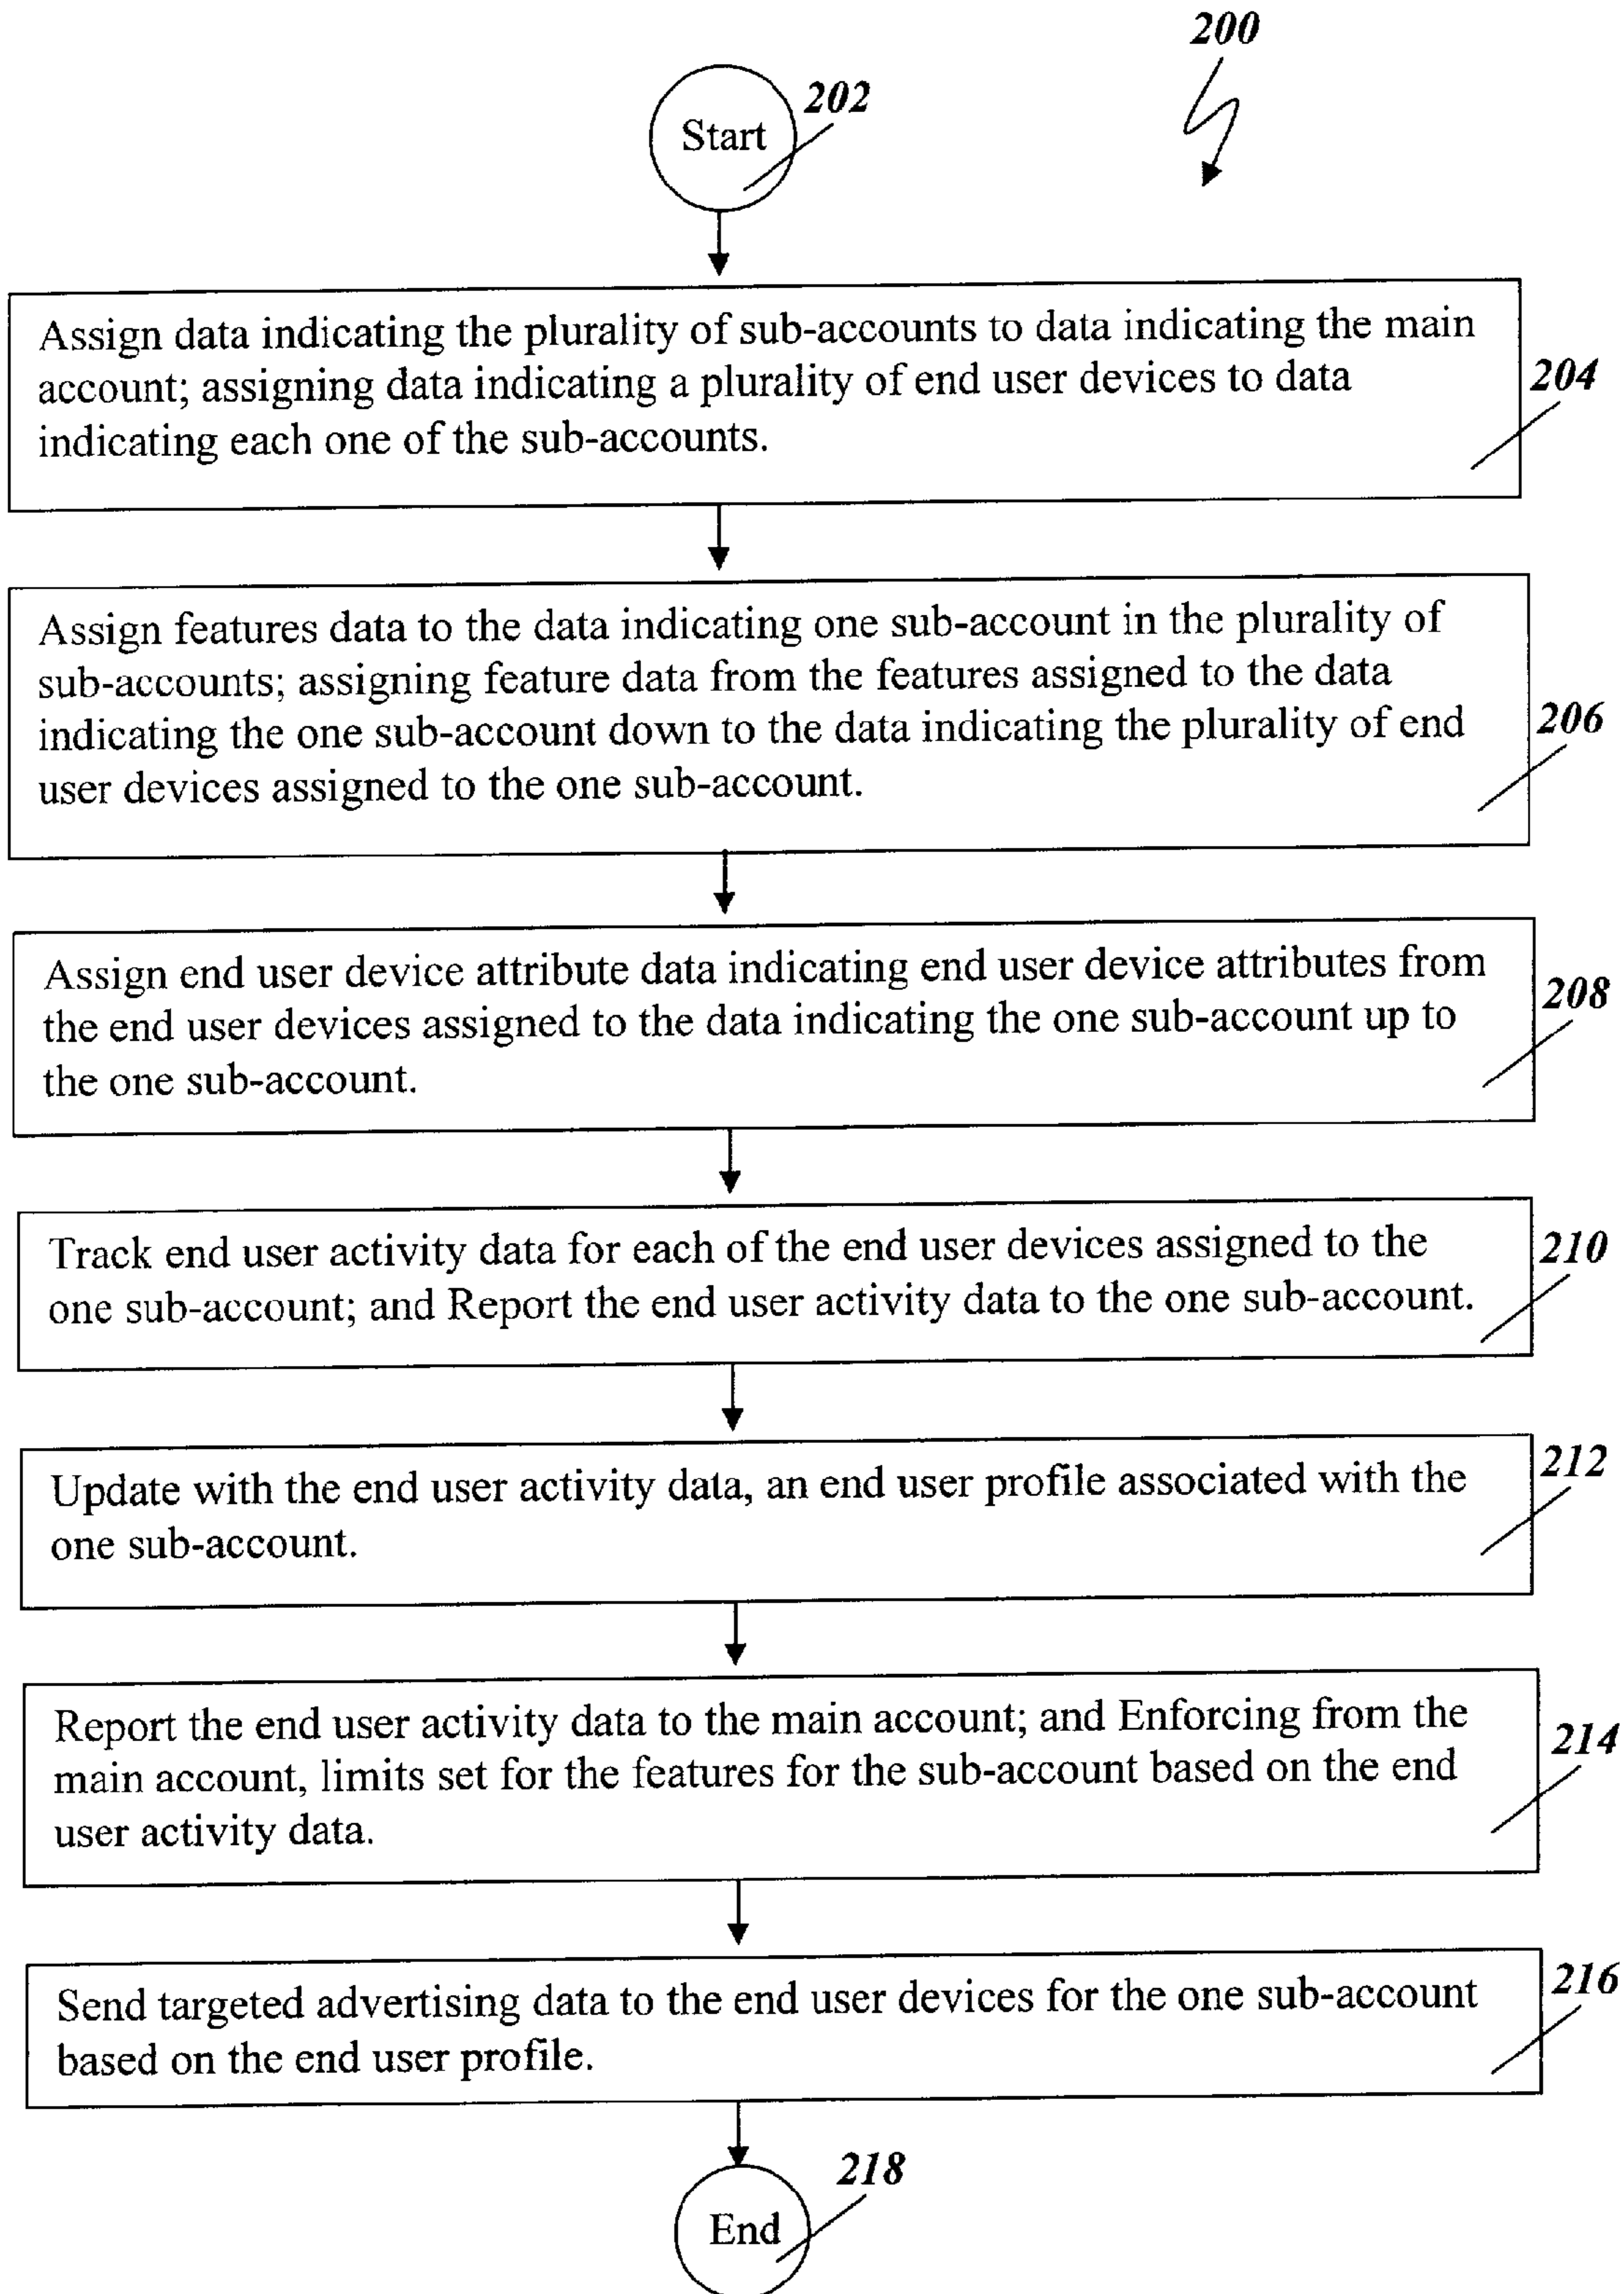 200
Start
202
Assign data indicating the plurality of sub-accounts to data indicating the main
account; assigning data indicating a plurality of end user devices to data
indicating each one of the sub-accounts.
204
Assign features data to the data indicating one sub-account in the plurality of
sub-accounts; assigning feature data from the features assigned to the data
indicating the one sub-account down to the data indicating the plurality of end
user devices assigned to the one sub-account.
206
Assign end user device attribute data indicating end user device attributes from
the end user devices assigned to the data indicating the one sub-account up to
the one sub-account.
208
Track end user activity data for each of the end user devices assigned to the
one sub-account; and Report the end user activity data to the one sub-account.
210
Update with the end user activity data, an end user profile associated with the
one sub-account.
212
Report the end user activity data to the main account; and Enforcing from the
main account, limits set for the features for the sub-account based on the end
user activity data.
214
Send targeted advertising data to the end user devices for the one sub-account
based on the end user profile.
216
218
End